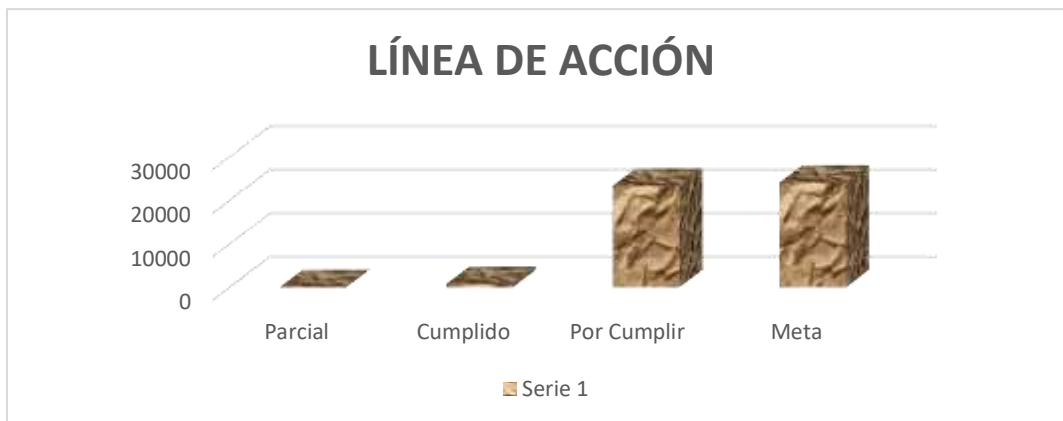 LÍNEA DE ACCIÓN
30000
20000
10000
0
Parcial Cumplido Por Cumplir Meta
Serie 1